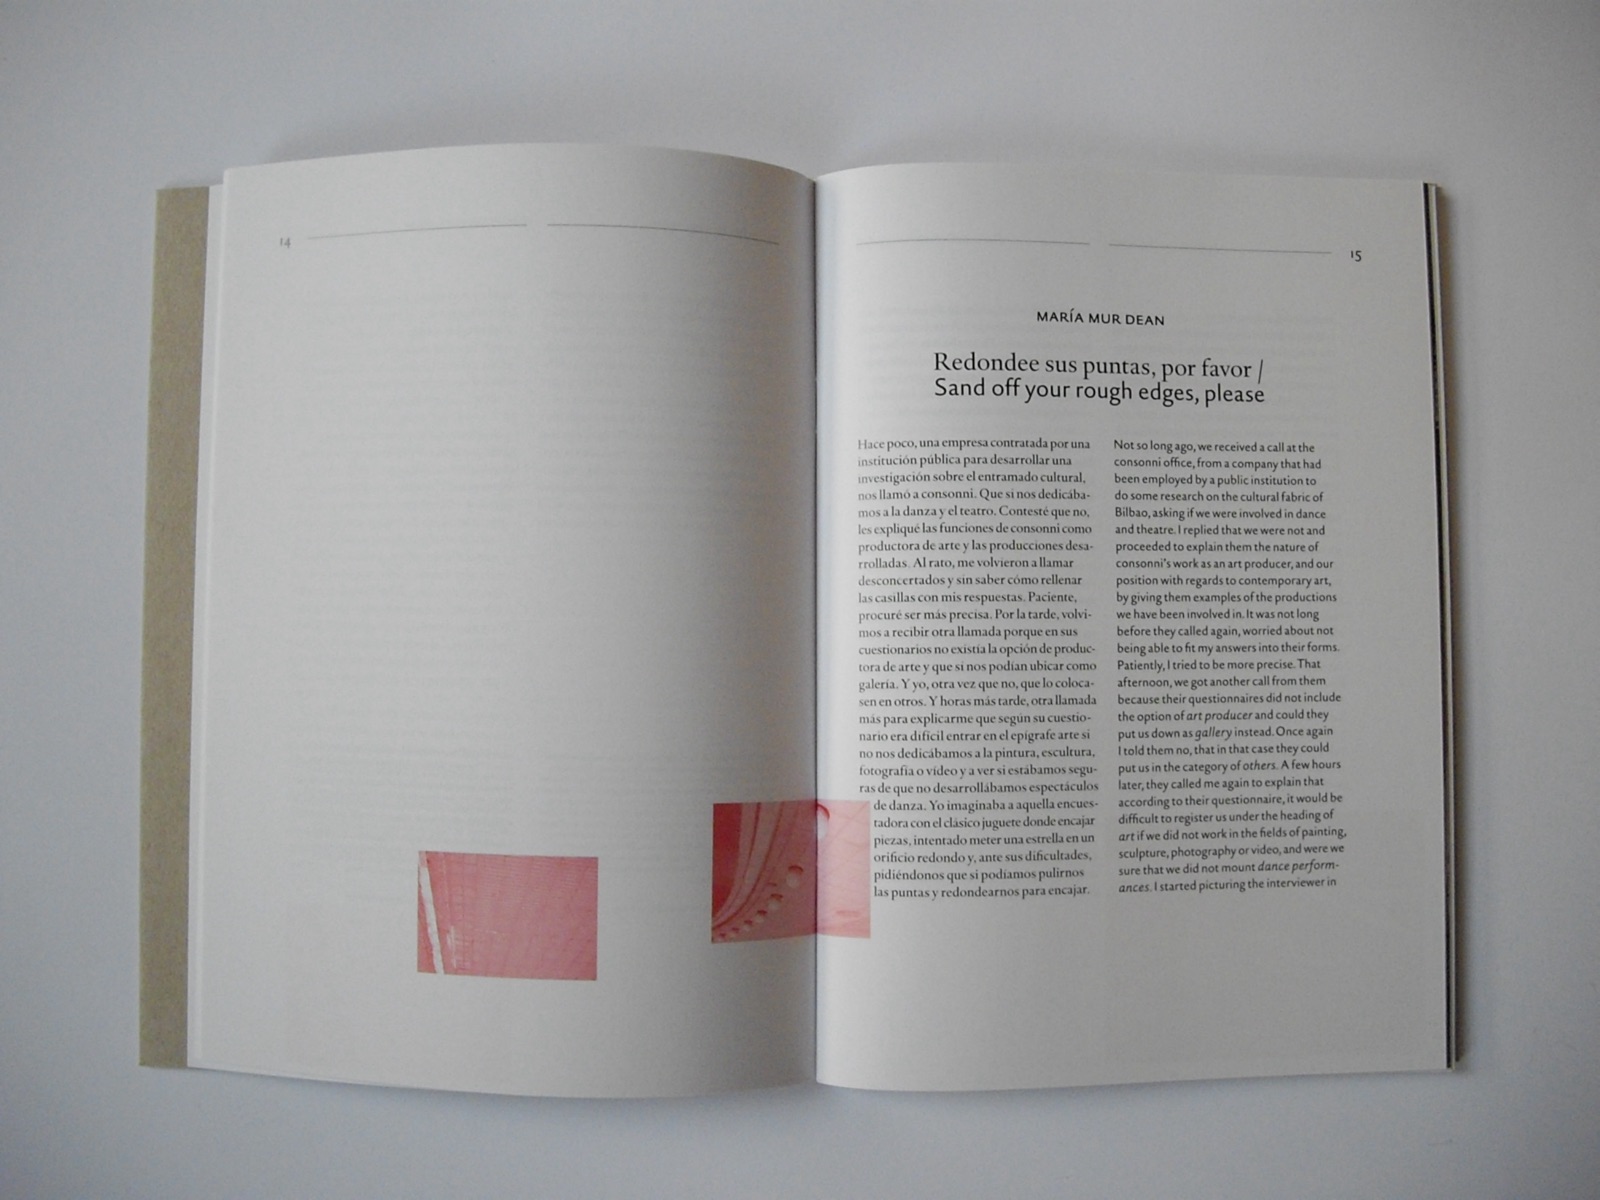 14
15
MARÍA MUR DEAN
Redondee sus puntas, por favor /
Sand off your rough edges, please
Hace poco, una empresa contratada por una
institución pública para desarrollar una
investigación sobre el entramado cultural,
nos llamó a consonni. Que si nos dedicába-
mos a la danza y el teatro. Contesté que no,
les expliqué las funciones de consonni como
productora de arte y las producciones desa-
rrolladas. Al rato, me volvieron a llamar
desconcertados y sin saber cómo rellenar
las casillas con mis respuestas. Paciente,
procuré ser más precisa. Por la tarde, volvi-
mos a recibir otra llamada porque en sus
cuestionarios no existía la opción de produc-
tora de arte y que si nos podían ubicar como
galería. Y yo, otra vez que no, que lo coloca-
sen en otros. Y horas más tarde, otra llamada
más para explicarme que según su cuestio-
nario era difícil entrar en el epígrafe arte si
no nos dedicábamos a la pintura, escultura,
fotografía o vídeo y a ver si estábamos segu-
ras de que no desarrollábamos espectáculos
de danza. Yo imaginaba a aquella encues-
tadora con el clásico juguete donde encajar
piezas, intentado meter una estrella en un
orificio redondo y, ante sus dificultades,
pidiéndonos que si podíamos pulirnos
las puntas y redondearnos para encajar.
Not so long ago, we received a call at the
consonni office, from a company that had
been employed by a public institution to
do some research on the cultural fabric of
Bilbao, asking if we were involved in dance
and theatre. I replied that we were not and
proceeded to explain them the nature of
consonni's work as an art producer, and our
position with regards to contemporary art,
by giving them examples of the productions
we have been involved in. It was not long
before they called again, worried about not
being able to fit my answers into their forms.
Patiently, I tried to be more precise. That
afternoon, we got another call from them
because their questionnaires did not include
the option of art producer and could they
put us down as gallery instead. Once again
I told them no, that in that case they could
put us in the category of others. A few hours
later, they called me again to explain that
according to their questionnaire, it would be
difficult to register us under the heading of
art if we did not work in the fields of painting,
sculpture, photography or video, and were we
sure that we did not mount dance perform-
ances. I started picturing the interviewer in